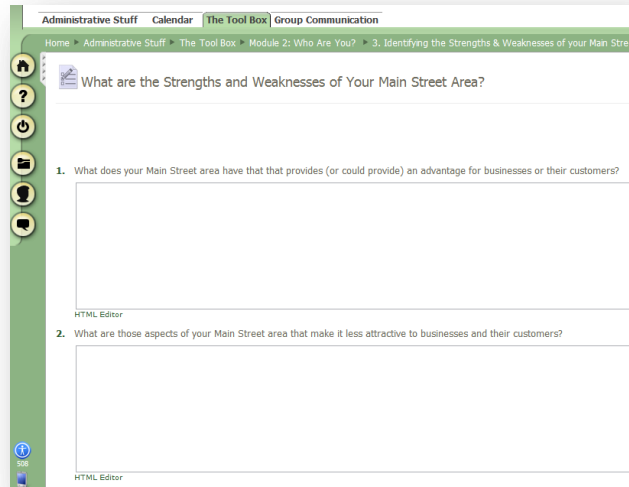 Administrative Stuff Calendar The Tool Box Group Communication
Home ▶ Administrative Stuff ▶ The Tool Box ▶ Module 2: Who Are You? ▶ 3. Identifying the Strengths & Weaknesses of your Main Stre
What are the Strengths and Weaknesses of Your Main Street Area?
1. What does your Main Street area have that that provides (or could provide) an advantage for businesses or their customers?
HTML Editor
2. What are those aspects of your Main Street area that make it less attractive to businesses and their customers?
508
HTML Editor